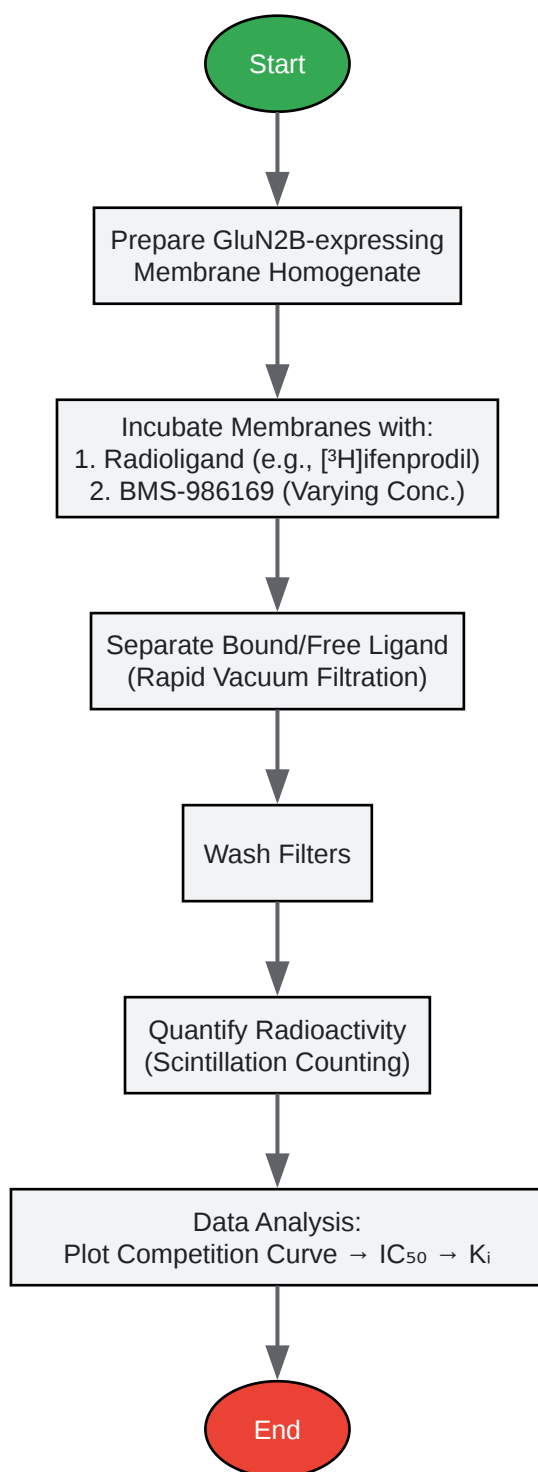 Start
Prepare GluN2B-expressing
Membrane Homogenate
Incubate Membranes with:
1. Radioligand (e.g., [³H]ifenprodil)
2. BMS-986169 (Varying Conc.)
Separate Bound/Free Ligand
(Rapid Vacuum Filtration)
Wash Filters
Quantify Radioactivity
(Scintillation Counting)
Data Analysis:
Plot Competition Curve → IC₅₀ → Kᵢ
End